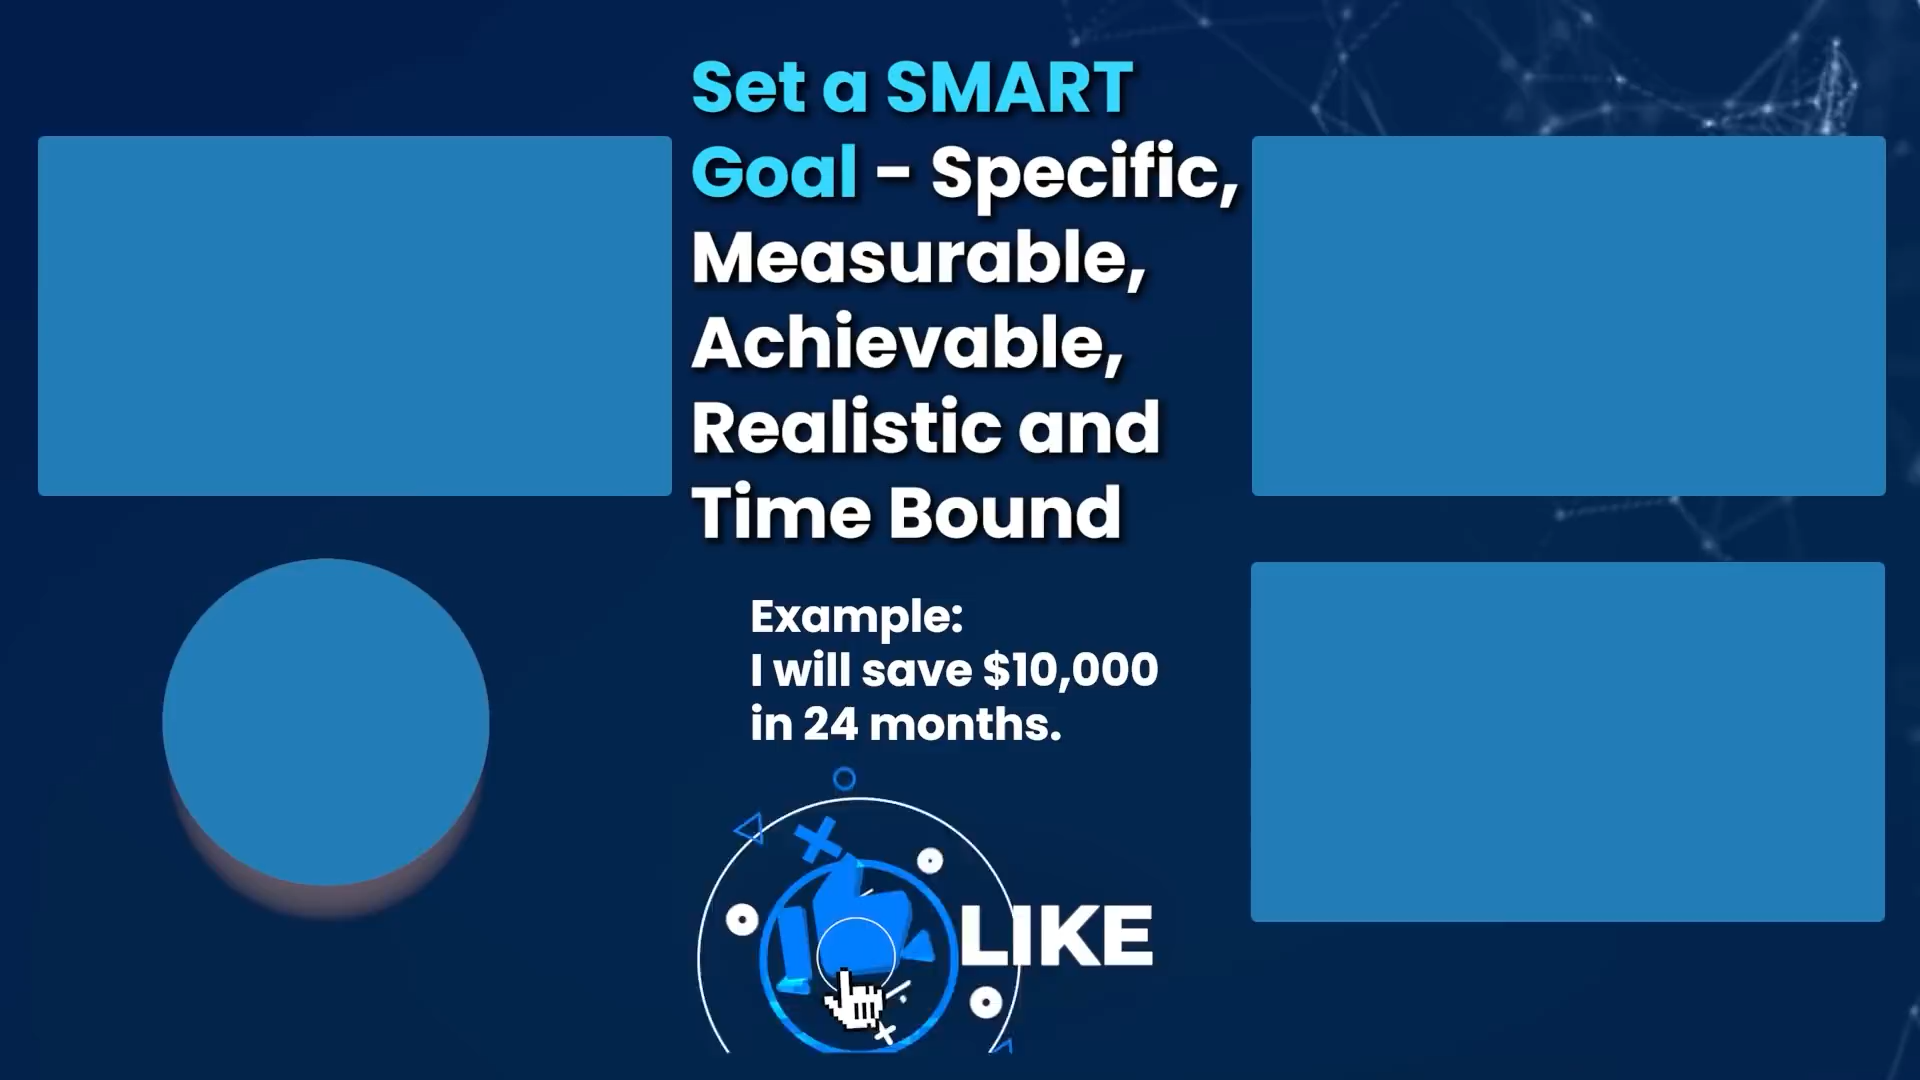 Set a SMART
Goal - Specific,
Measurable,
Achievable,
Realistic and
Time Bound
Example:
I will save $10,000
in 24 months.
LIKE